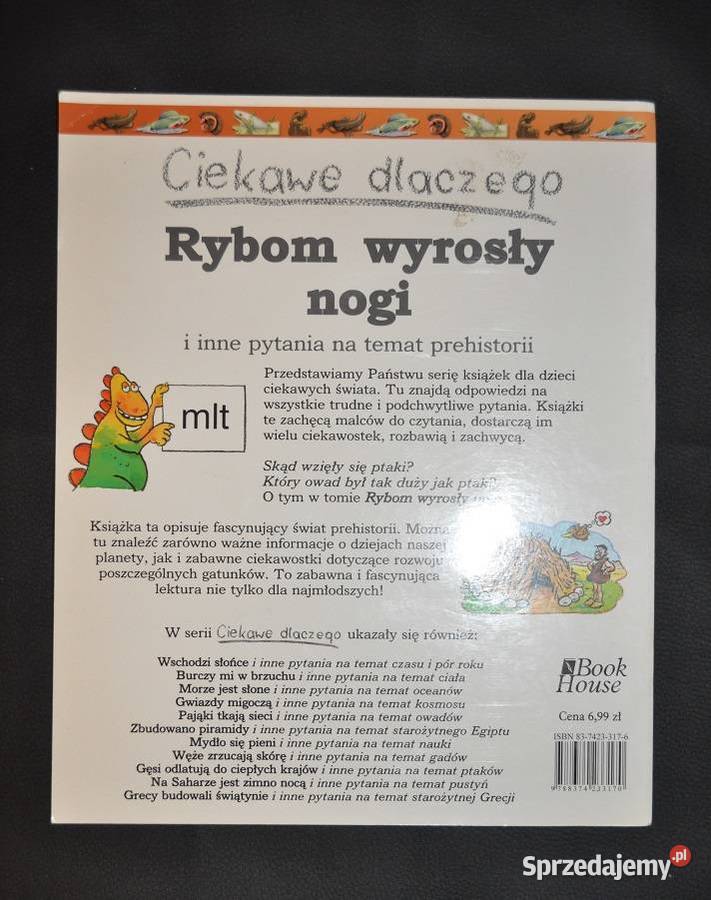 Ciekawe dlaczego
Rybom wyrosły
nogi
i inne pytania na temat prehistorii
Przedstawiamy Państwu serię książek dla dzieci
ciekawych świata. Tu znajdą odpowiedzi na
wszystkie trudne i podchwytliwe pytania. Książki
te zachęcą malców do czytania, dostarczą im
wielu ciekawostek, rozbawią i zachwycą.
mlt
Skąd wzięły się ptaki?
Który owad był tak duży jak ptak?
O tym w tomie Rybom wyrosły
Książka ta opisuje fascynujący świat prehistorii. Można
tu znaleźć zarówno ważne informacje o dziejach naszej
planety, jak i zabawne ciekawostki dotyczące rozwoju
poszczególnych gatunków. To zabawna i fascynująca
lektura nie tylko dla najmłodszych!
W serii Ciekawe dlaczego ukazały się również:
Wschodzi słońce i inne pytania na temat czasu i pór roku
Burczy mi w brzuchu i inne pytania na temat ciała
Morze jest słone i inne pytania na temat oceanów
Gwiazdy migoczą i inne pytania na temat kosmosu
Pająki tkają sieci i inne pytania na temat owadów
Zbudowano piramidy i inne pytania na temat starożytnego Egiptu
Mydło się pieni i inne pytania na temat nauki
Węże zrzucają skórę i inne pytania na temat gadów
Gęsi odlatują do ciepłych krajów i inne pytania na temat ptaków
Na Saharze jest zimno nocą i inne pytania na temat pustyń
Grecy budowali świątynie i inne pytania na temat starożytnej Grecji
Book
House
Cena 6,99 zł
ISBN 83-7423-317-6
9788374233170
Sprzedajemy.pl